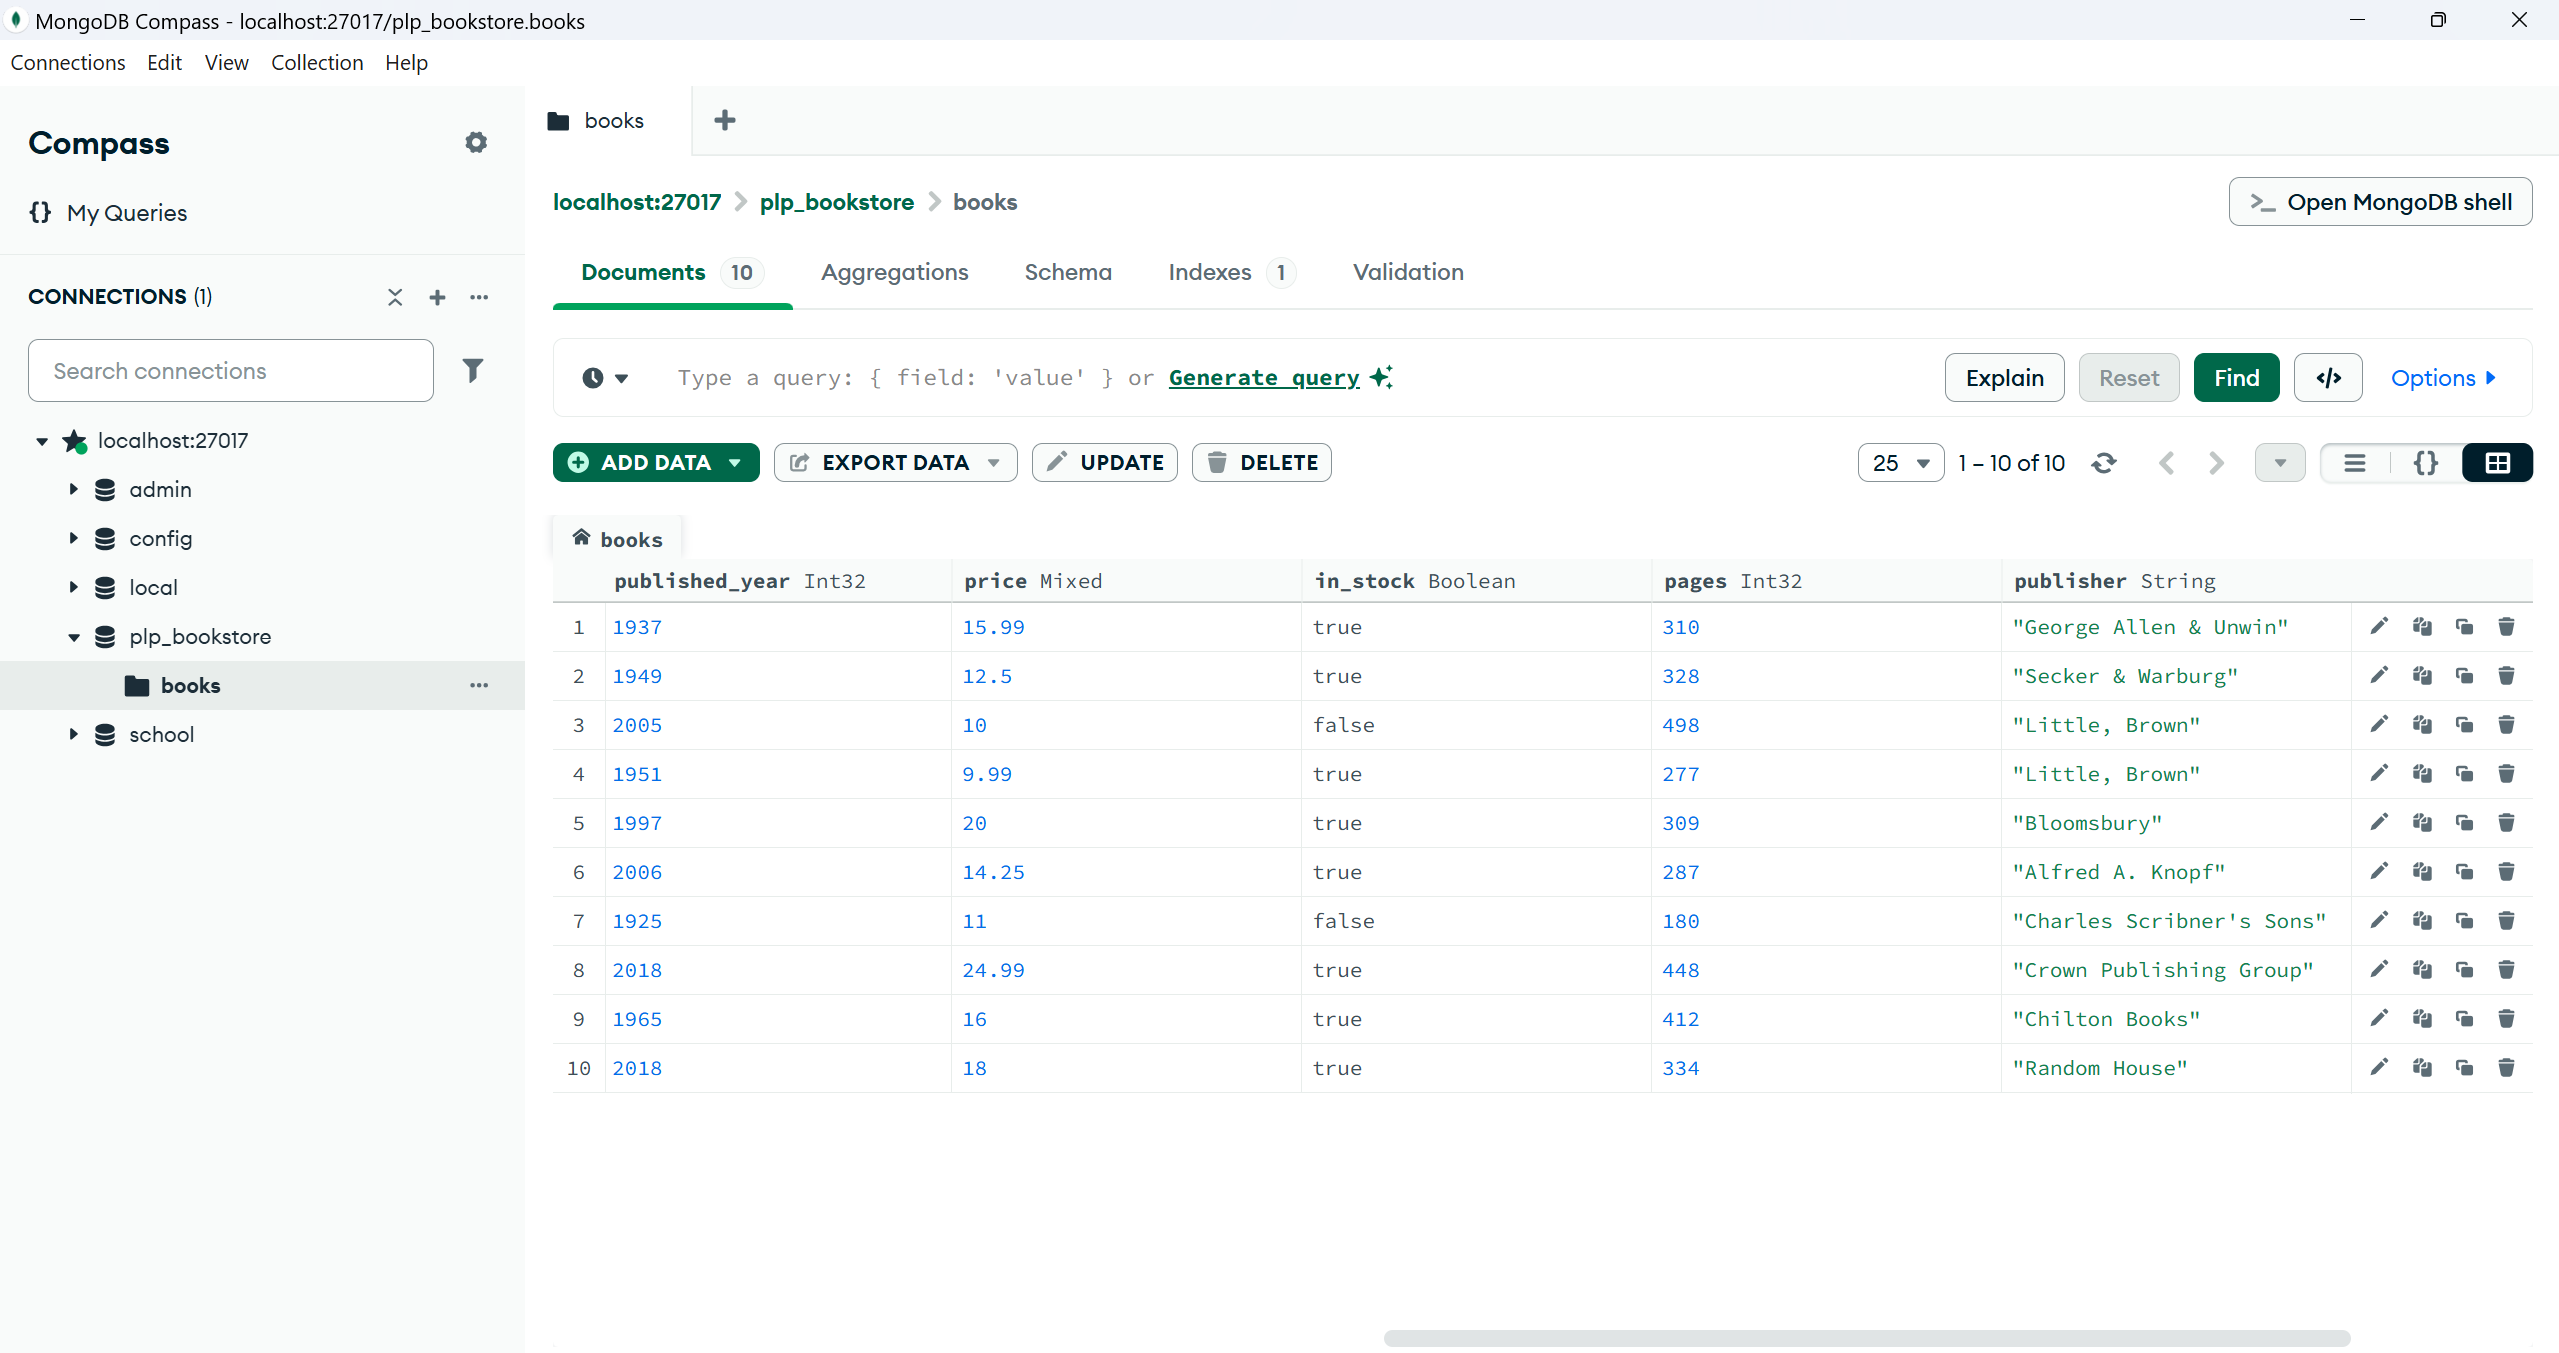 MongoDB Compass - localhost:27017/plp_bookstore.books
Connections Edit View Collection Help
Compass
{} My Queries
CONNECTIONS (1)
Search connections
localhost:27017
admin
config
local
plp_bookstore
books
school
books
localhost:27017 > plp_bookstore > books
>_ Open MongoDB shell
Documents 10 Aggregations Schema Indexes 1 Validation
Type a query: { field: 'value' } or Generate query
Explain Reset Find </> Options
ADD DATA EXPORT DATA UPDATE DELETE
25 1 – 10 of 10 {}
books
published_year Int32 price Mixed in_stock Boolean pages Int32 publisher String
1 1937 15.99 true 310 "George Allen & Unwin"
2 1949 12.5 true 328 "Secker & Warburg"
3 2005 10 false 498 "Little, Brown"
4 1951 9.99 true 277 "Little, Brown"
5 1997 20 true 309 "Bloomsbury"
6 2006 14.25 true 287 "Alfred A. Knopf"
7 1925 11 false 180 "Charles Scribner's Sons"
8 2018 24.99 true 448 "Crown Publishing Group"
9 1965 16 true 412 "Chilton Books"
10 2018 18 true 334 "Random House"